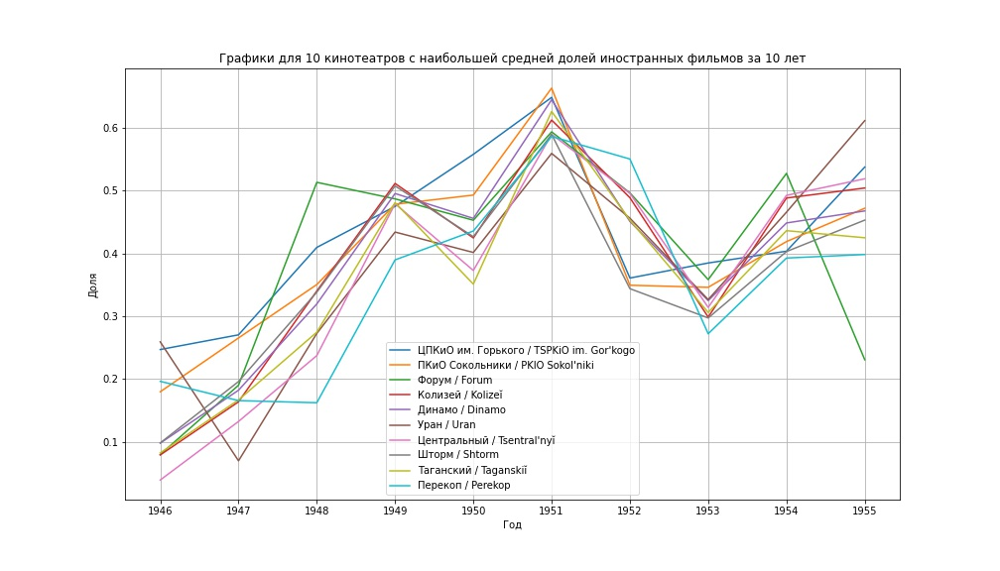 Графики для 10 кинотеатров с наибольшей средней долей иностранных фильмов за 10 лет
Доля
0.6
0.5
0.4
0.3
0.2
0.1
ЦПКиО им. Горького / TSPKiO im. Gor'kogo
ПКиО Сокольники / PKIO Sokol'niki
Форум / Forum
Колизей / Kolizeĭ
Динамо / Dinamo
Уран / Uran
Центральный / Tsentral'nyĭ
Шторм / Shtorm
Таганский / Taganskiĭ
Перекоп / Perekop
1946 1947 1948 1949 1950 1951 1952 1953 1954 1955
Год